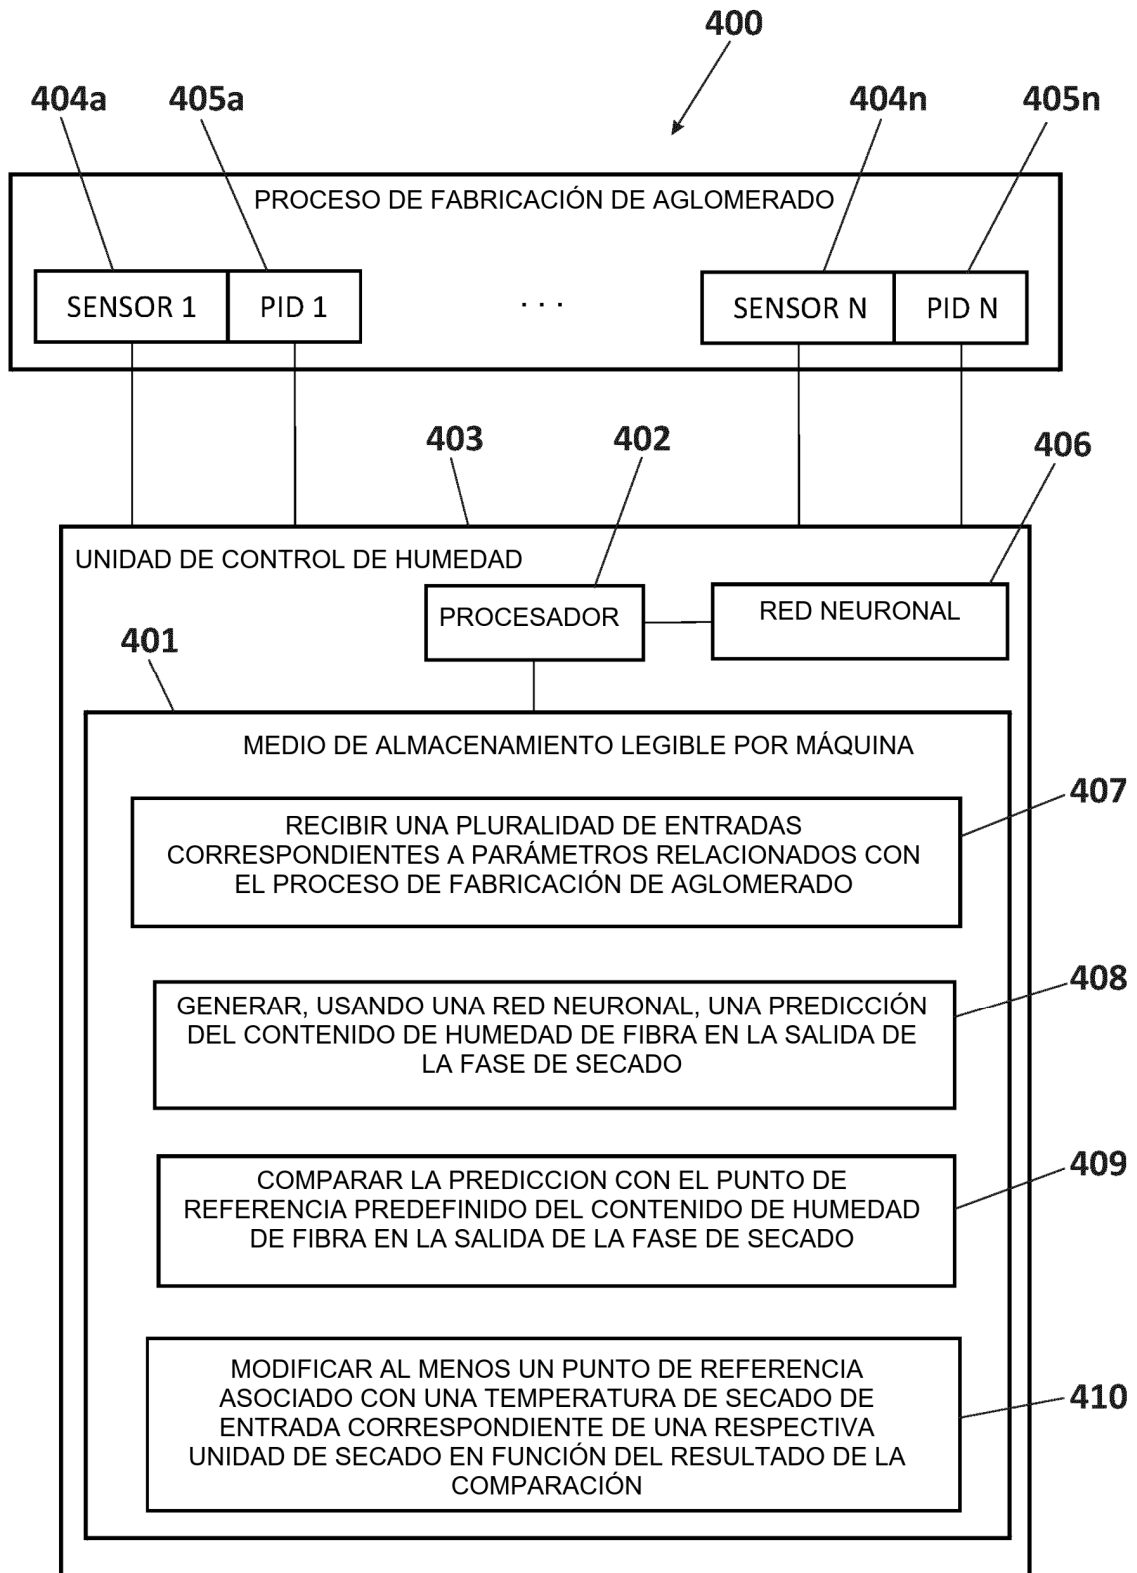 400
404a
405a
404n
405n
PROCESO DE FABRICACIÓN DE AGLOMERADO
SENSOR 1
PID 1
. . .
SENSOR N
PID N
403
402
406
UNIDAD DE CONTROL DE HUMEDAD
PROCESADOR
RED NEURONAL
401
MEDIO DE ALMACENAMIENTO LEGIBLE POR MÁQUINA
407
RECIBIR UNA PLURALIDAD DE ENTRADAS
CORRESPONDIENTES A PARÁMETROS RELACIONADOS CON
EL PROCESO DE FABRICACIÓN DE AGLOMERADO
408
GENERAR, USANDO UNA RED NEURONAL, UNA PREDICCIÓN
DEL CONTENIDO DE HUMEDAD DE FIBRA EN LA SALIDA DE
LA FASE DE SECADO
409
COMPARAR LA PREDICCION CON EL PUNTO DE
REFERENCIA PREDEFINIDO DEL CONTENIDO DE HUMEDAD
DE FIBRA EN LA SALIDA DE LA FASE DE SECADO
410
MODIFICAR AL MENOS UN PUNTO DE REFERENCIA
ASOCIADO CON UNA TEMPERATURA DE SECADO DE
ENTRADA CORRESPONDIENTE DE UNA RESPECTIVA
UNIDAD DE SECADO EN FUNCIÓN DEL RESULTADO DE LA
COMPARACIÓN